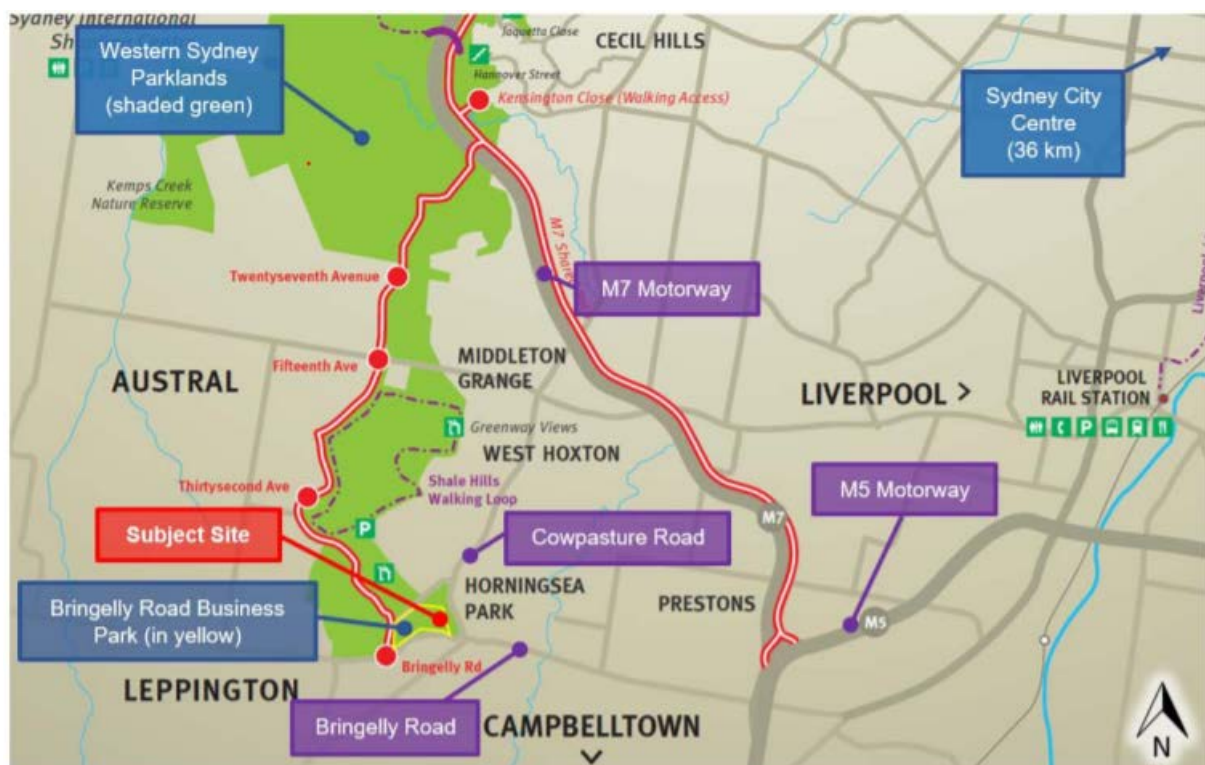 Sydney International
Western Sydney
Parklands
(shaded green)
Jaquetta Close
CECIL HILLS
Hannover Street
Kensington Close (Walking Access)
Sydney City
Centre
(36 km)
Kemps Creek
Nature Reserve
Twentyseventh Avenue
M7 Shared
M7 Motorway
Fifteenth Ave
MIDDLETON
GRANGE
AUSTRAL
LIVERPOOL >
LIVERPOOL
RAIL STATION
P
Liverpool
Greenway Views
WEST HOXTON
Shale Hills
Walking Loop
Thirtysecond Ave
P
M5 Motorway
M7
Subject Site
Cowpasture Road
HORNINGSEA
PARK
PRESTONS
M5
Bringelly Road Business
Park (in yellow)
Bringelly Rd
LEPPINGTON
Bringelly Road
CAMPBELLTOWN
N